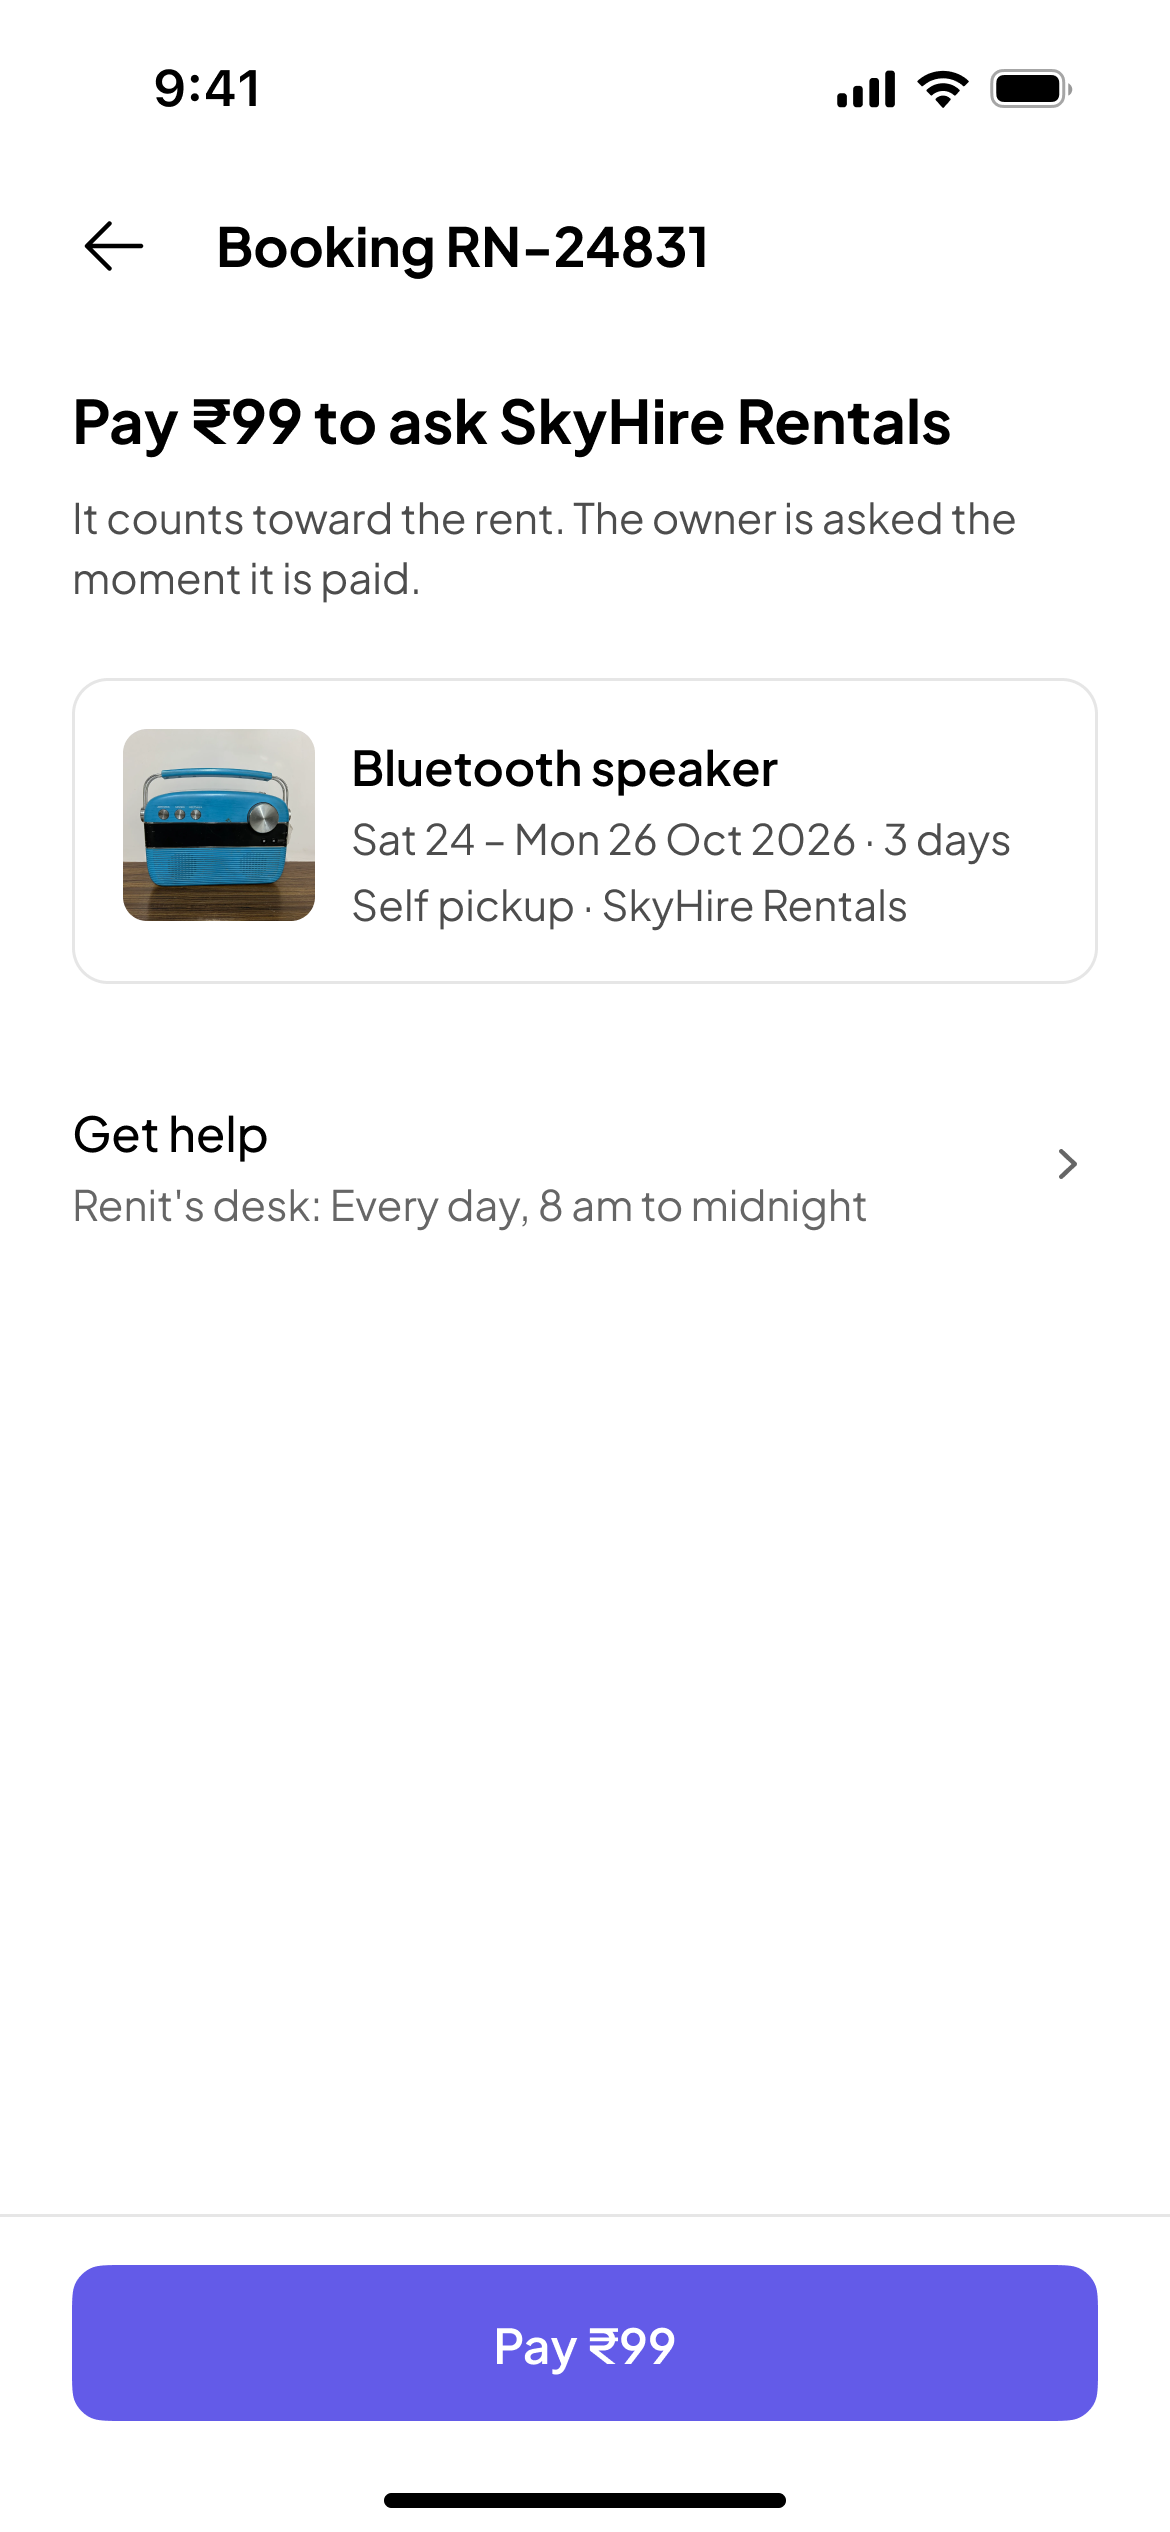 9:41
Booking RN-24831
Pay ₹99 to ask SkyHire Rentals
It counts toward the rent. The owner is asked the
moment it is paid.
Bluetooth speaker
Sat 24 – Mon 26 Oct 2026 · 3 days
Self pickup · SkyHire Rentals
Get help
Renit's desk: Every day, 8 am to midnight
Pay ₹99